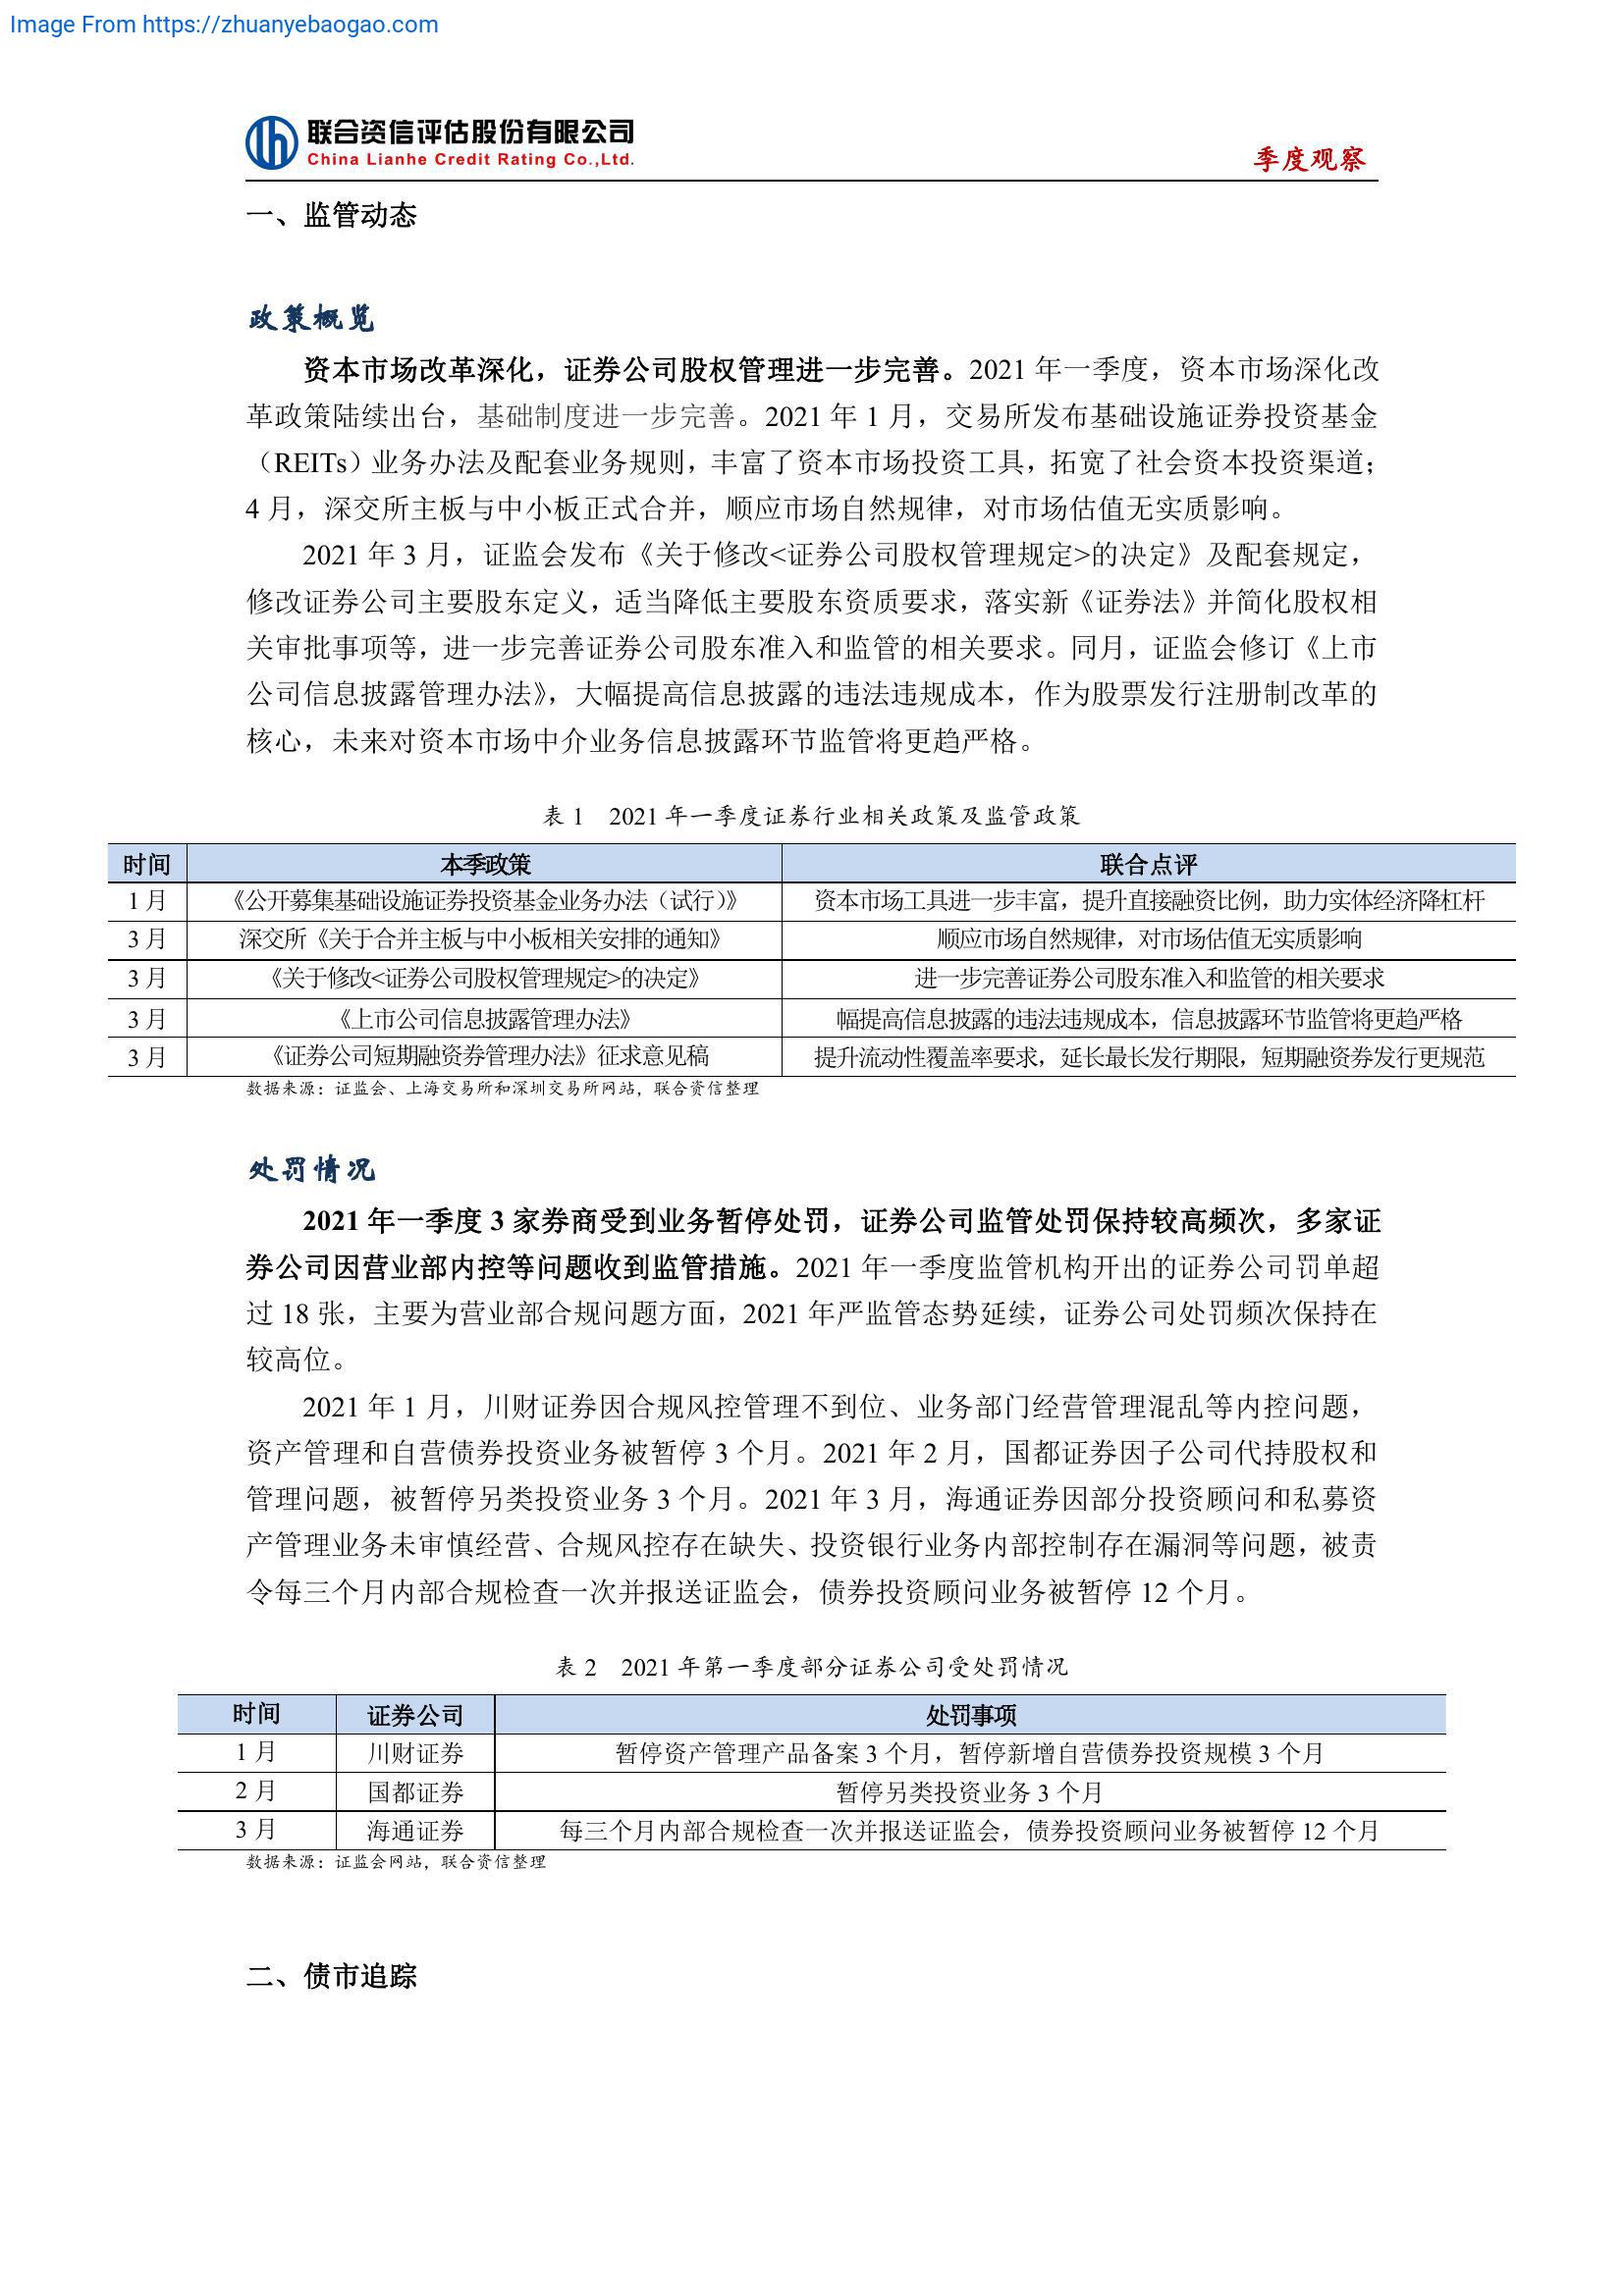 Image From https://zhuanyebaogao.com
联合资信评估股份有限公司
China Lianhe Credit Rating Co.,Ltd.
季度观察
一、监管动态
政策概览
资本市场改革深化，证券公司股权管理进一步完善。2021 年一季度，资本市场深化改
革政策陆续出台，基础制度进一步完善。2021 年 1 月，交易所发布基础设施证券投资基金
（REITs）业务办法及配套业务规则，丰富了资本市场投资工具，拓宽了社会资本投资渠道；
4 月，深交所主板与中小板正式合并，顺应市场自然规律，对市场估值无实质影响。
2021 年 3 月，证监会发布《关于修改<证券公司股权管理规定>的决定》及配套规定，
修改证券公司主要股东定义，适当降低主要股东资质要求，落实新《证券法》并简化股权相
关审批事项等，进一步完善证券公司股东准入和监管的相关要求。同月，证监会修订《上市
公司信息披露管理办法》，大幅提高信息披露的违法违规成本，作为股票发行注册制改革的
核心，未来对资本市场中介业务信息披露环节监管将更趋严格。
表 1 2021 年一季度证券行业相关政策及监管政策
时间 本季政策 联合点评
1 月 《公开募集基础设施证券投资基金业务办法（试行）》 资本市场工具进一步丰富，提升直接融资比例，助力实体经济降杠杆
3 月 深交所《关于合并主板与中小板相关安排的通知》 顺应市场自然规律，对市场估值无实质影响
3 月 《关于修改<证券公司股权管理规定>的决定》 进一步完善证券公司股东准入和监管的相关要求
3 月 《上市公司信息披露管理办法》 幅提高信息披露的违法违规成本，信息披露环节监管将更趋严格
3 月 《证券公司短期融资券管理办法》征求意见稿 提升流动性覆盖率要求，延长最长发行期限，短期融资券发行更规范
数据来源：证监会、上海交易所和深圳交易所网站，联合资信整理
处罚情况
2021 年一季度 3 家券商受到业务暂停处罚，证券公司监管处罚保持较高频次，多家证
券公司因营业部内控等问题收到监管措施。2021 年一季度监管机构开出的证券公司罚单超
过 18 张，主要为营业部合规问题方面，2021 年严监管态势延续，证券公司处罚频次保持在
较高位。
2021 年 1 月，川财证券因合规风控管理不到位、业务部门经营管理混乱等内控问题，
资产管理和自营债券投资业务被暂停 3 个月。2021 年 2 月，国都证券因子公司代持股权和
管理问题，被暂停另类投资业务 3 个月。2021 年 3 月，海通证券因部分投资顾问和私募资
产管理业务未审慎经营、合规风控存在缺失、投资银行业务内部控制存在漏洞等问题，被责
令每三个月内部合规检查一次并报送证监会，债券投资顾问业务被暂停 12 个月。
表 2 2021 年第一季度部分证券公司受处罚情况
时间 证券公司 处罚事项
1 月 川财证券 暂停资产管理产品备案 3 个月，暂停新增自营债券投资规模 3 个月
2 月 国都证券 暂停另类投资业务 3 个月
3 月 海通证券 每三个月内部合规检查一次并报送证监会，债券投资顾问业务被暂停 12 个月
数据来源：证监会网站，联合资信整理
二、债市追踪